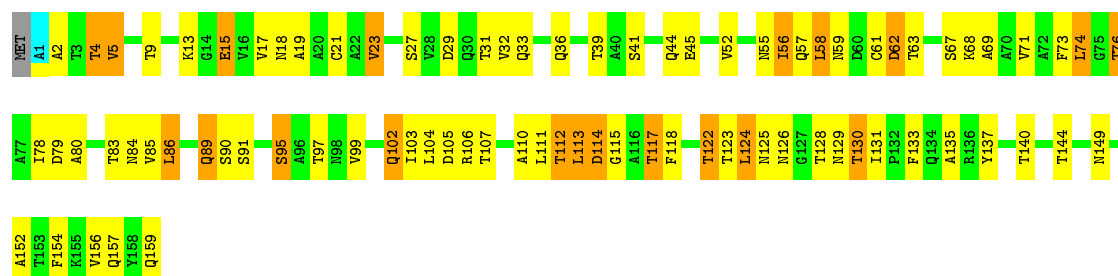 MET A1 A2 T3 T4 V5 T9 K13 G14 E15 V16 V17 N18 A19 A20 C21 A22 V23 S27 V28 D29 Q30 T31 V32 Q33 Q36 T39 A40 S41 Q44 E45 V52 N55 I56 Q57 L58 N59 D60 C61 D62 T63 S67 K68 A69 A70 V71 A72 F73 L74 G75 T76
A77 I78 D79 A80 T83 N84 V85 L86 Q89 S90 S91 S95 A96 T97 N98 V99 Q102 I103 L104 D105 R106 T107 A110 L111 T112 L113 D114 G115 A116 T117 F118 T122 T123 L124 N125 N126 G127 T128 N129 T130 I131 P132 F133 Q134 A135 R136 Y137 T140 T144 N149
A152 T153 F154 K155 V156 Q157 Y158 Q159